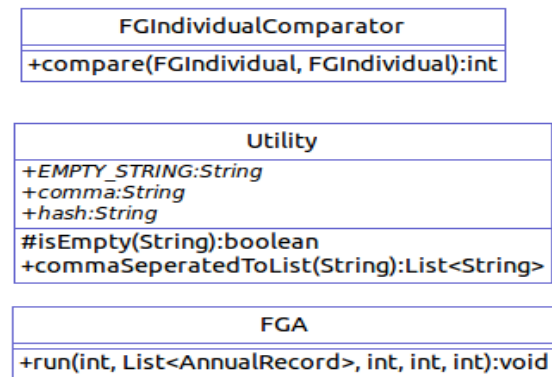 FGIndividualComparator
+compare(FGIndividual, FGIndividual):int
Utility
+EMPTY_STRING:String
+comma:String
+hash:String
#isEmpty(String):boolean
+commaSeperatedToList(String):List<String>
FGA
+run(int, List<AnnualRecord>, int, int, int):void